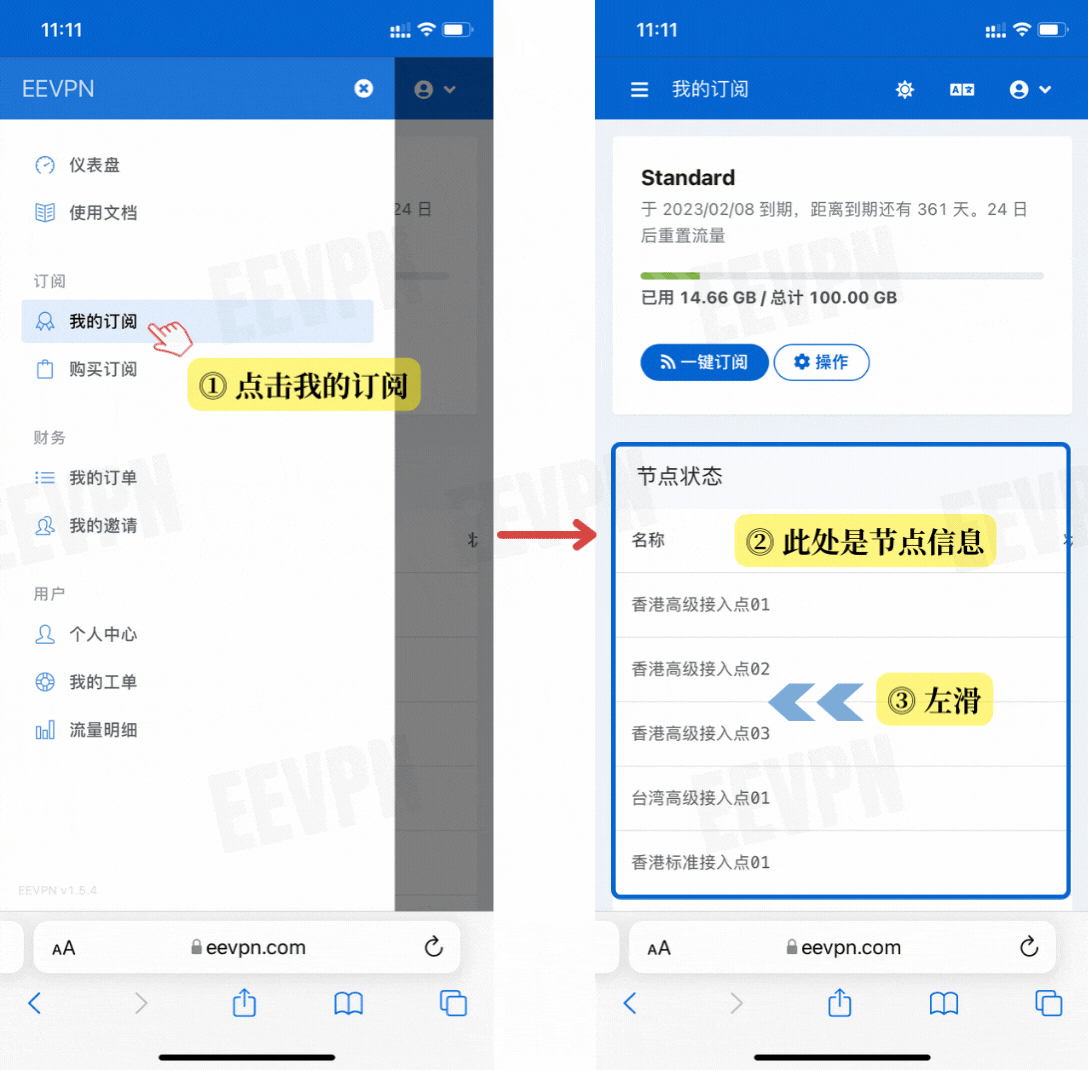 11:11
EEVPN
仪表盘
使用文档
24 日
订阅
我的订阅
购买订阅
① 点击我的订阅
财务
我的订单
我的邀请
用户
个人中心
我的工单
流量明细
EEVPN v1.5.4
AA
eevpn.com
11:11
我的订阅
Standard
于 2023/02/08 到期，距离到期还有 361 天。24 日
后重置流量
已用 14.66 GB / 总计 100.00 GB
一键订阅
操作
节点状态
名称
② 此处是节点信息
香港高级接入点01
香港高级接入点02
③ 左滑
香港高级接入点03
台湾高级接入点01
香港标准接入点01
AA
eevpn.com
EEVPN
EEVPN
EEVPN
EEVPN
EEVPN
EEVPN
EEVPN